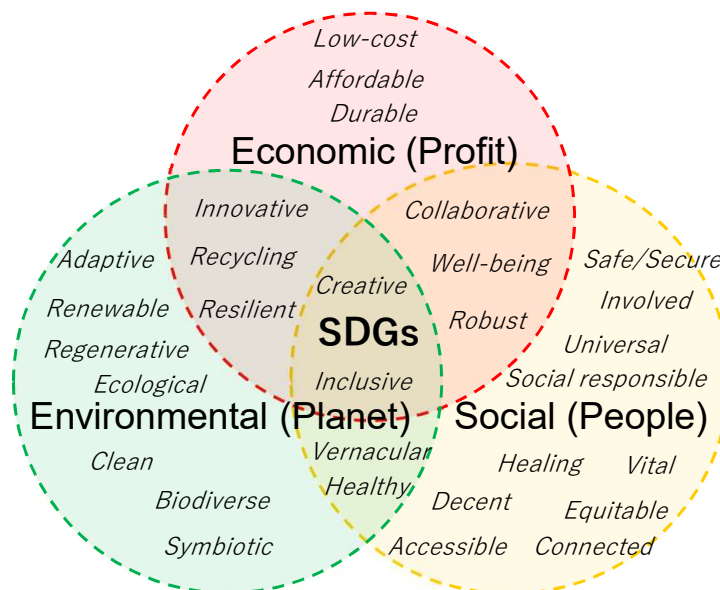 Low-cost
Affordable
Durable
Economic (Profit)
Innovative
Collaborative
Adaptive
Recycling
Well-being
Safe/Secure
Creative
Renewable
Resilient
Involved
Robust
SDGs
Regenerative
Universal
Ecological
Inclusive
Social responsible
Environmental (Planet)
Social (People)
Clean
Vernacular
Healing
Vital
Healthy
Biodiverse
Decent
Equitable
Symbiotic
Accessible
Connected